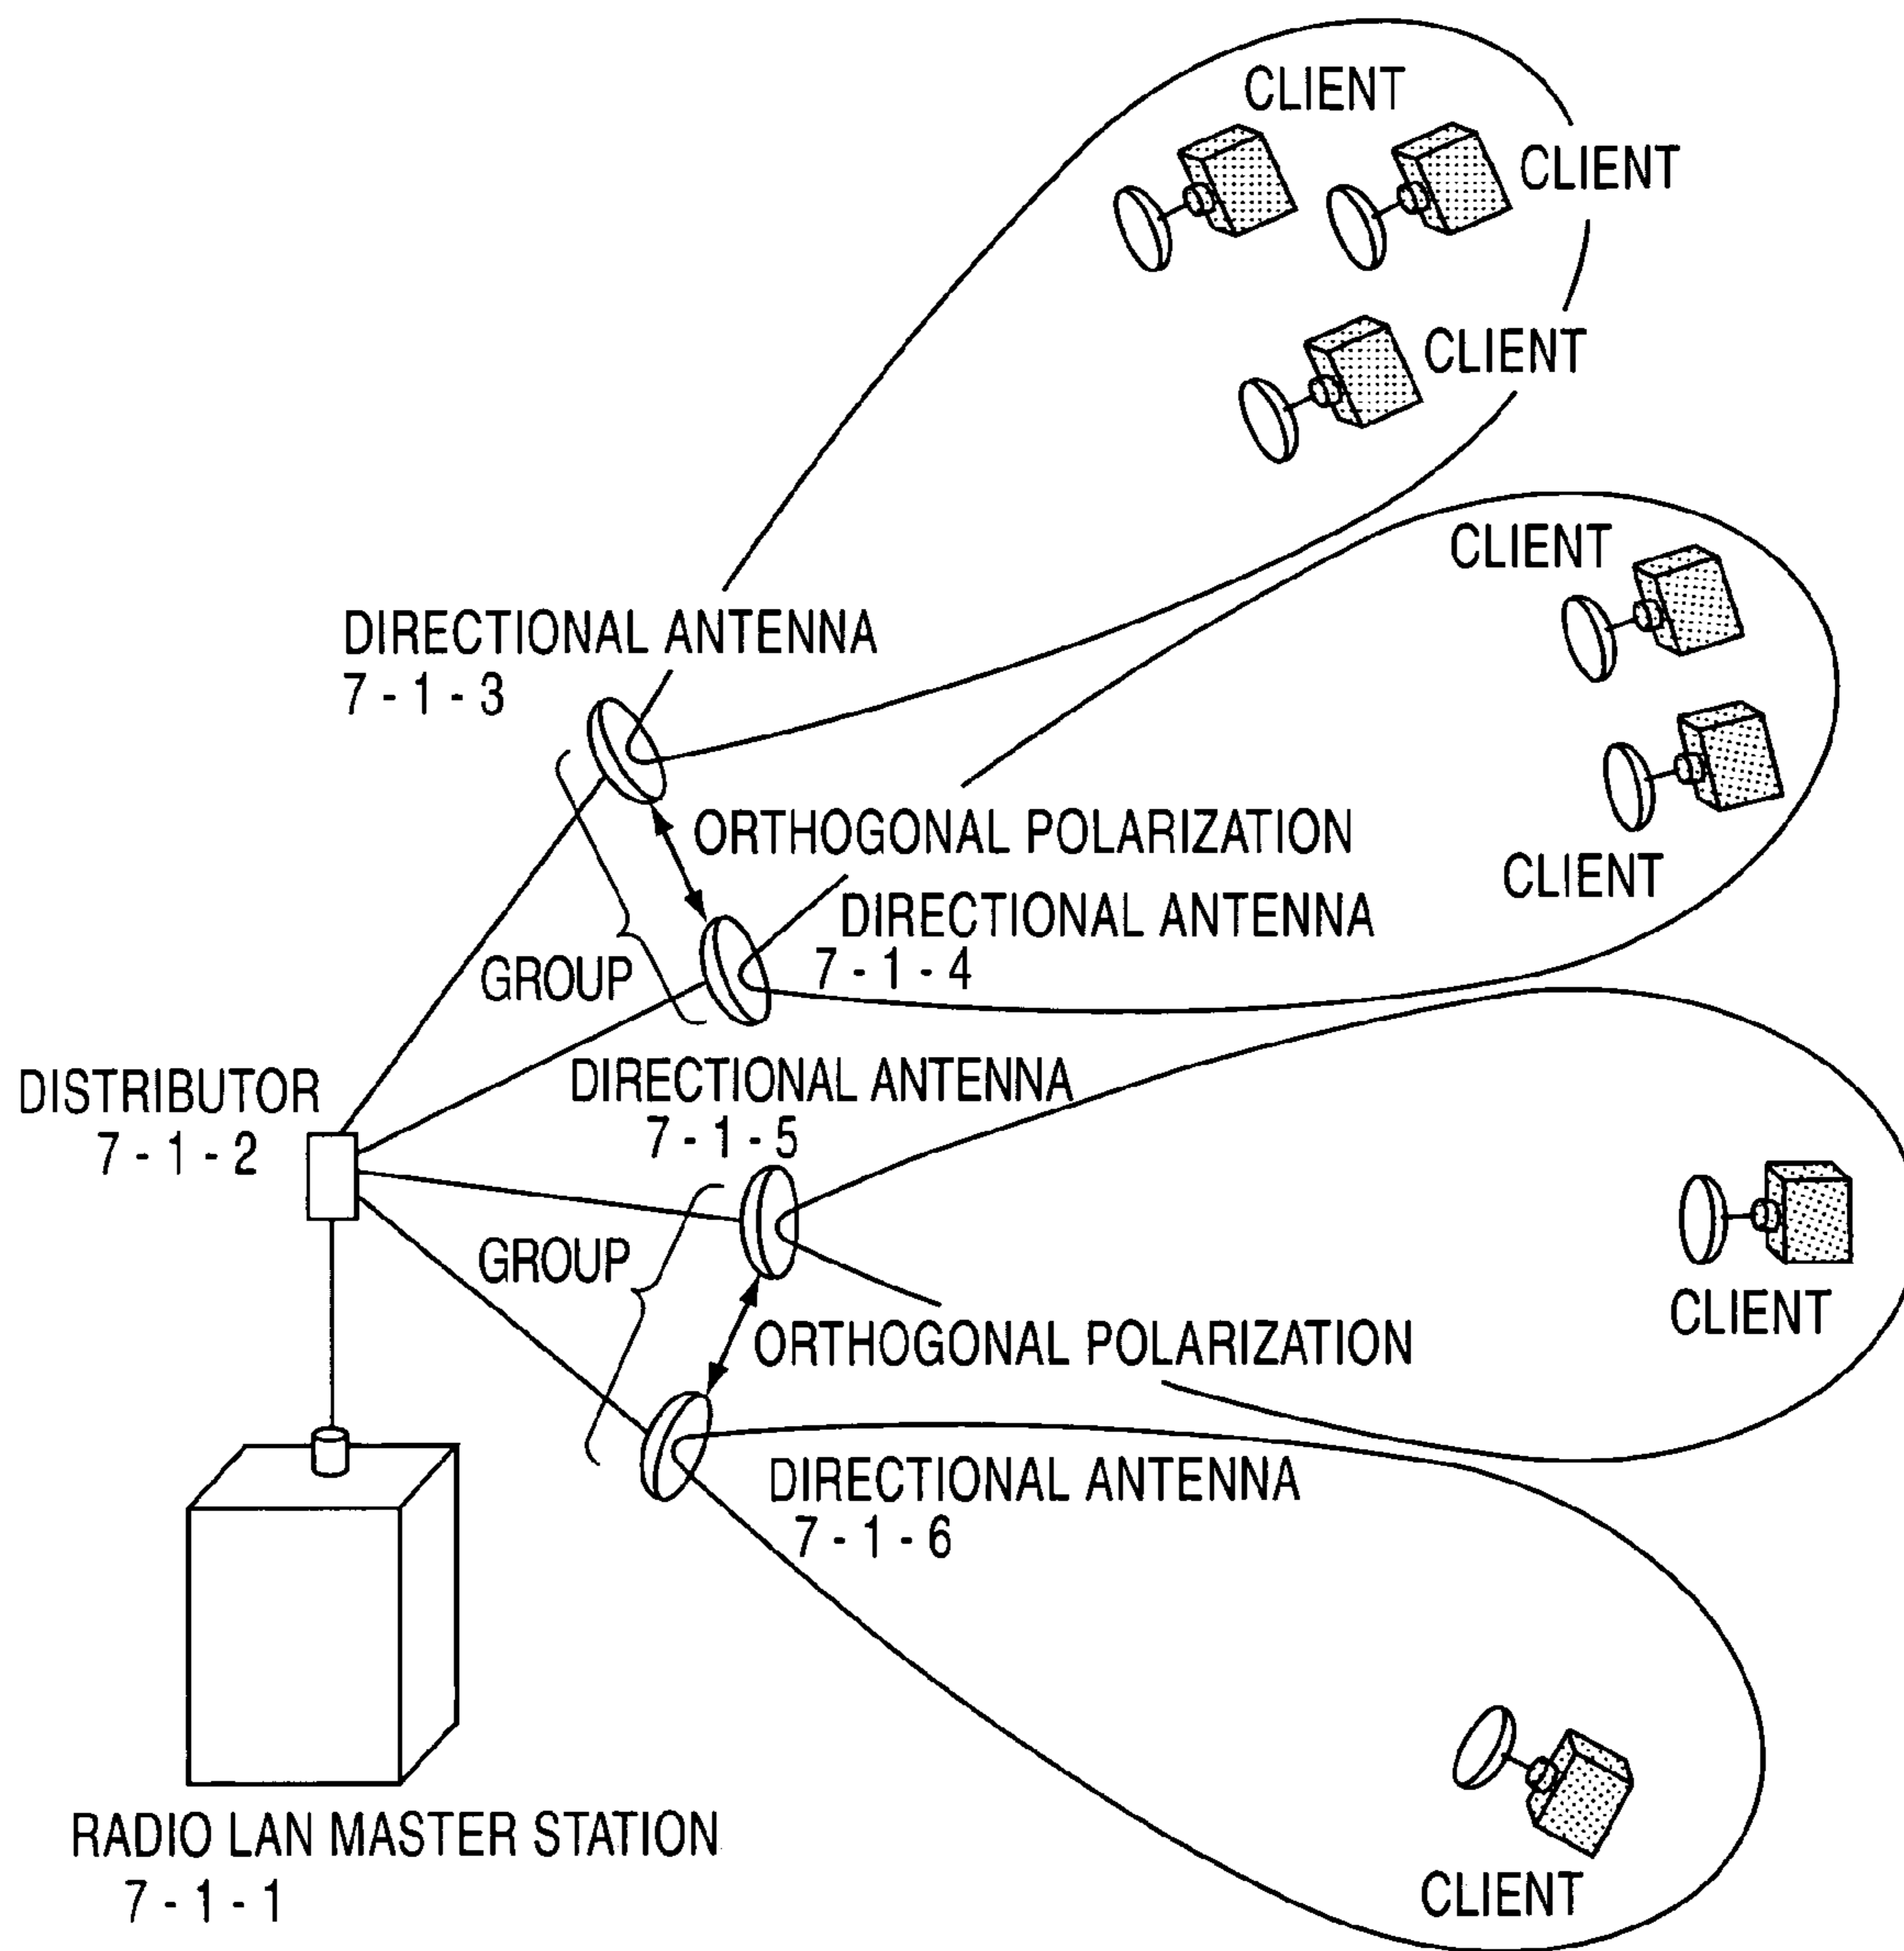 CLIENT
CLIENT
CLIENT
CLIENT
DIRECTIONAL ANTENNA
7 - 1 - 3
ORTHOGONAL POLARIZATION
CLIENT
DIRECTIONAL ANTENNA
7 - 1 - 4
GROUP
DISTRIBUTOR
7 - 1 - 2
DIRECTIONAL ANTENNA
7 - 1 - 5
GROUP
CLIENT
ORTHOGONAL POLARIZATION
DIRECTIONAL ANTENNA
7 - 1 - 6
RADIO LAN MASTER STATION
7 - 1 - 1
CLIENT